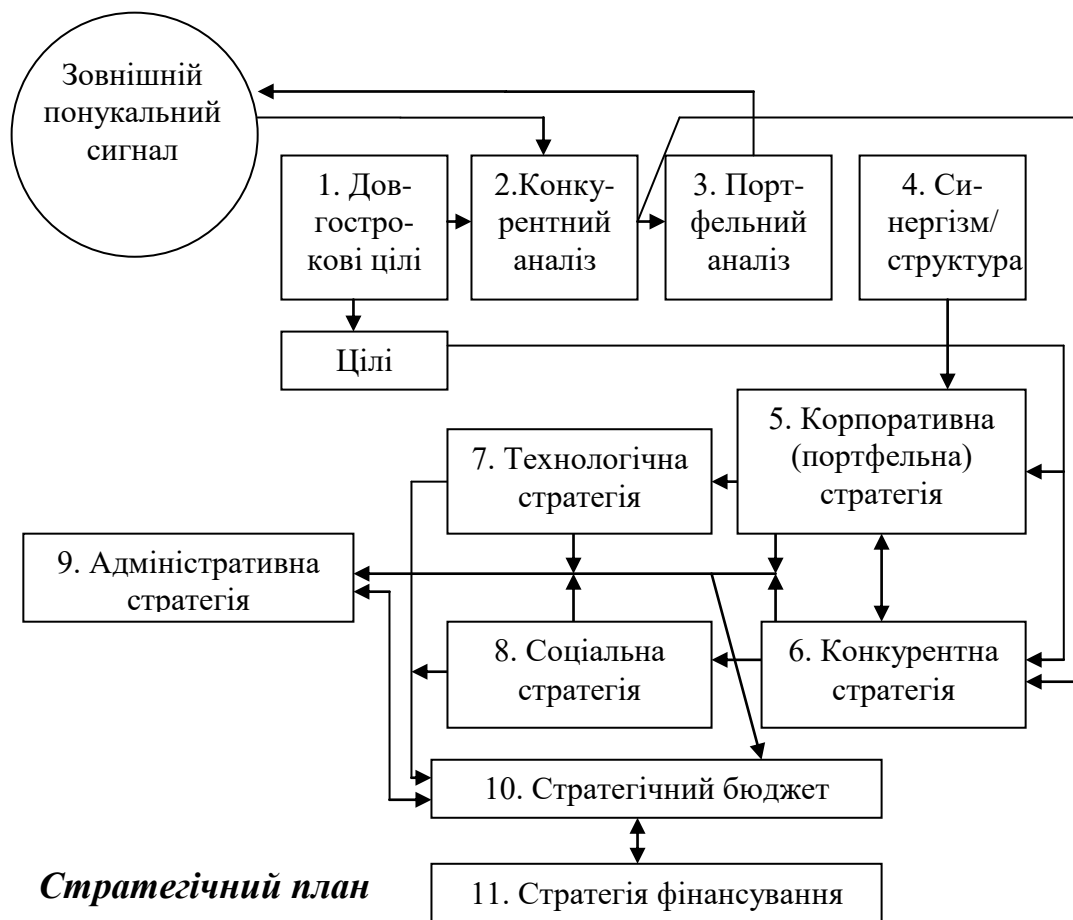 Зовнішній
понукальний
сигнал
1. Дов-
гостро-
кові цілі
2.Конку-
рентний
аналіз
3. Порт-
фельний
аналіз
4. Си-
нергізм/
структура
Цілі
5. Корпоративна
(портфельна)
стратегія
7. Технологічна
стратегія
9. Адміністративна
стратегія
8. Соціальна
стратегія
6. Конкурентна
стратегія
10. Стратегічний бюджет
Стратегічний план
11. Стратегія фінансування